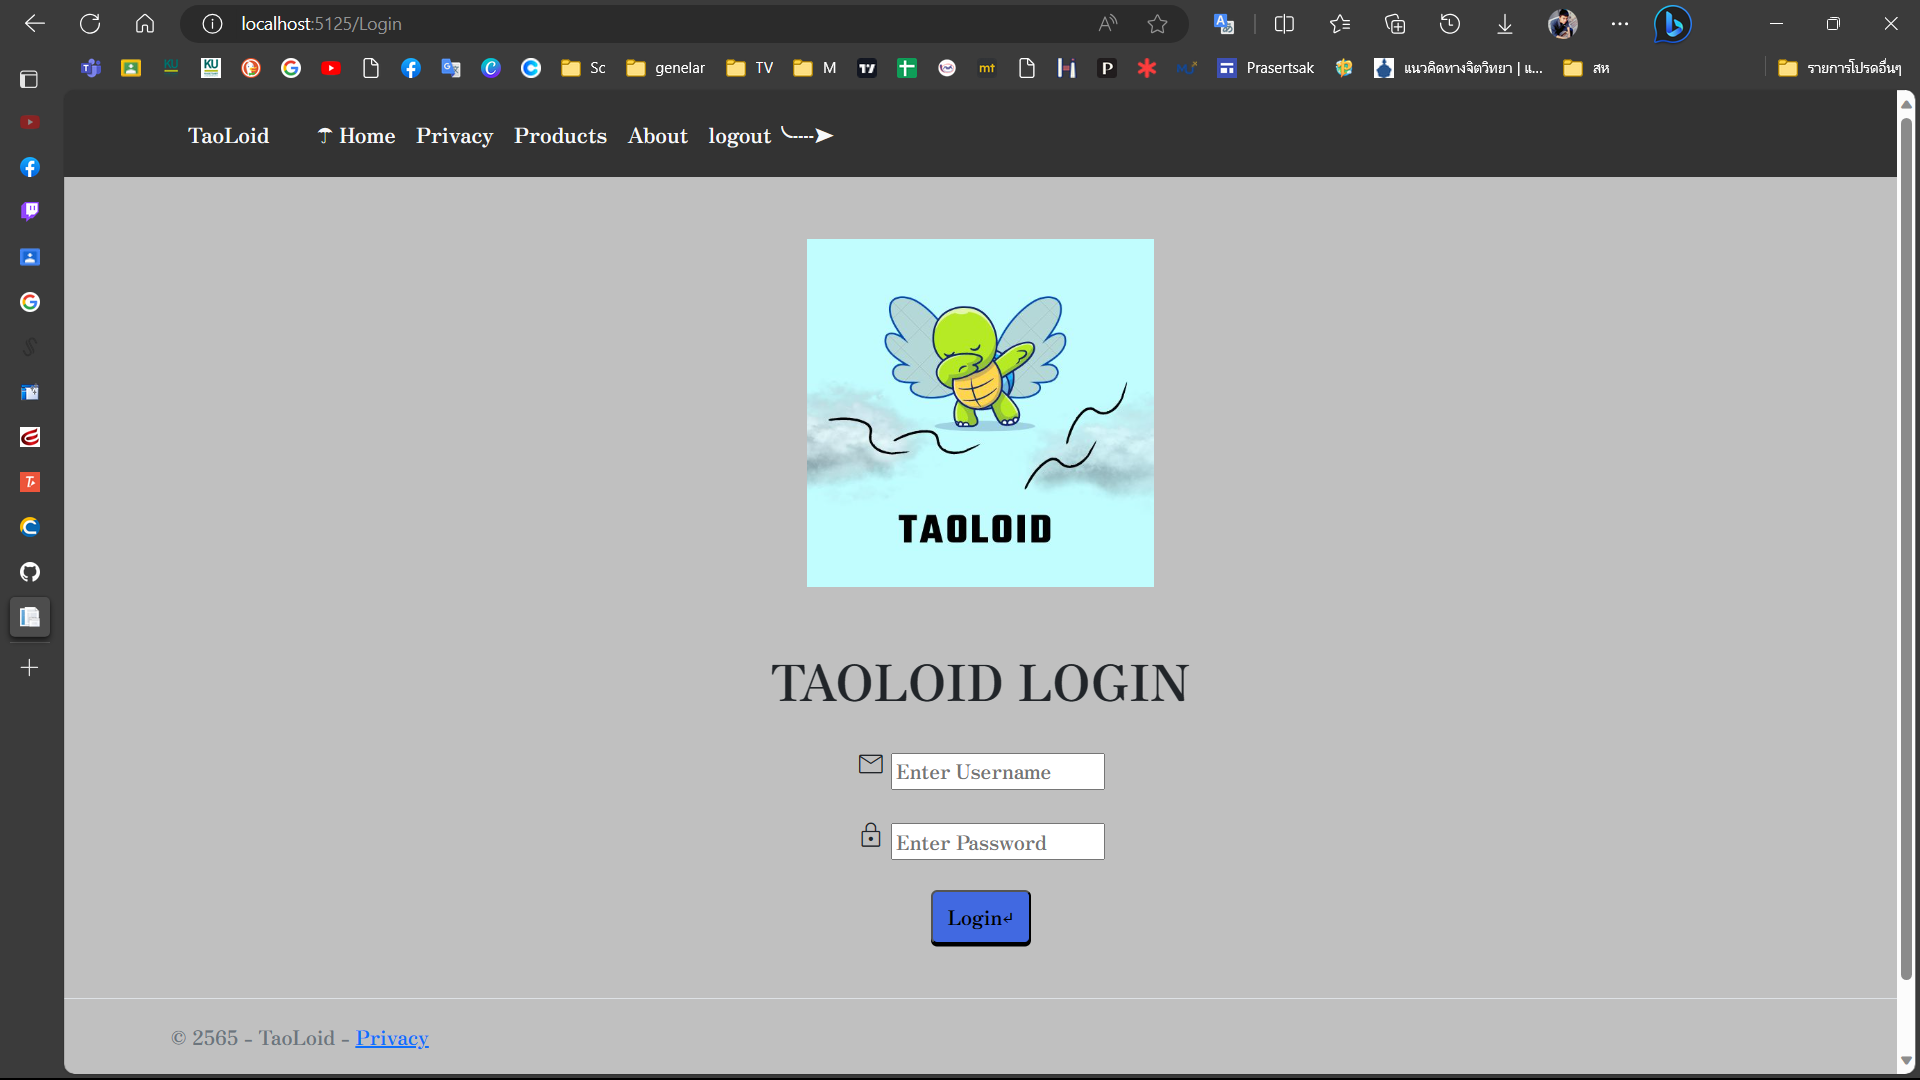 localhost:5125/Login
Sc genelar TV M Prasertsak แนวคิดทางจิตวิทยา | แ... สห รายการโปรดอื่นๆ
TaoLoid Home Privacy Products About logout
TAOLOID
TAOLOID LOGIN
Enter Username
Enter Password
Login↵
© 2565 - TaoLoid - Privacy